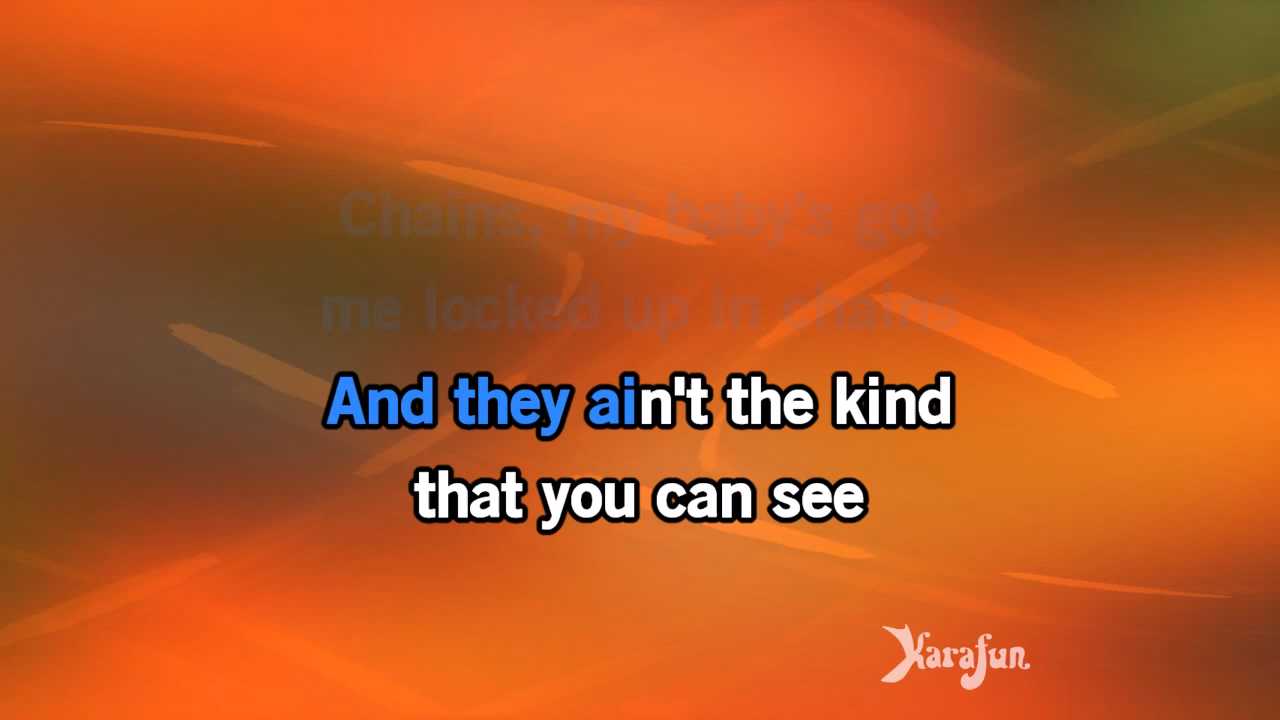 Chains, my baby's got
me locked up in chains
And they ain't the kind
that you can see
Karafun